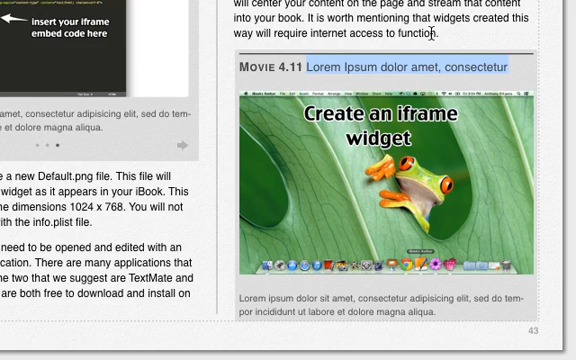 insert your iframe
embed code here
amet, consectetur adipisicing elit, sed do tem-
e et dolore magna aliqua.
e a new Default.png file. This file will
widget as it appears in your iBook. This
ne dimensions 1024 x 768. You will not
ith the info.plist file.
need to be opened and edited with an
cation. There are many applications that
ne two that we suggest are TextMate and
are both free to download and install on
will center your content on the page and stream that content
into your book. It is worth mentioning that widgets created this
way will require internet access to function.
MOVIE 4.11 Lorem Ipsum dolor amet, consectetur
Create an iframe
widget
Lorem ipsum dolor sit amet, consectetur adipisicing elit, sed do tem-
por incididunt ut labore et dolore magna aliqua.
43